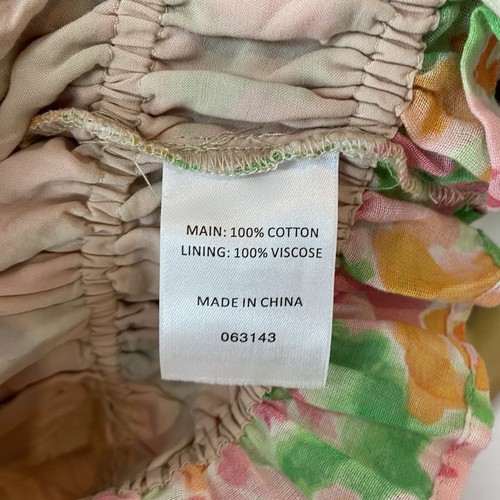 MAIN: 100% COTTON
LINING: 100% VISCOSE
MADE IN CHINA
063143